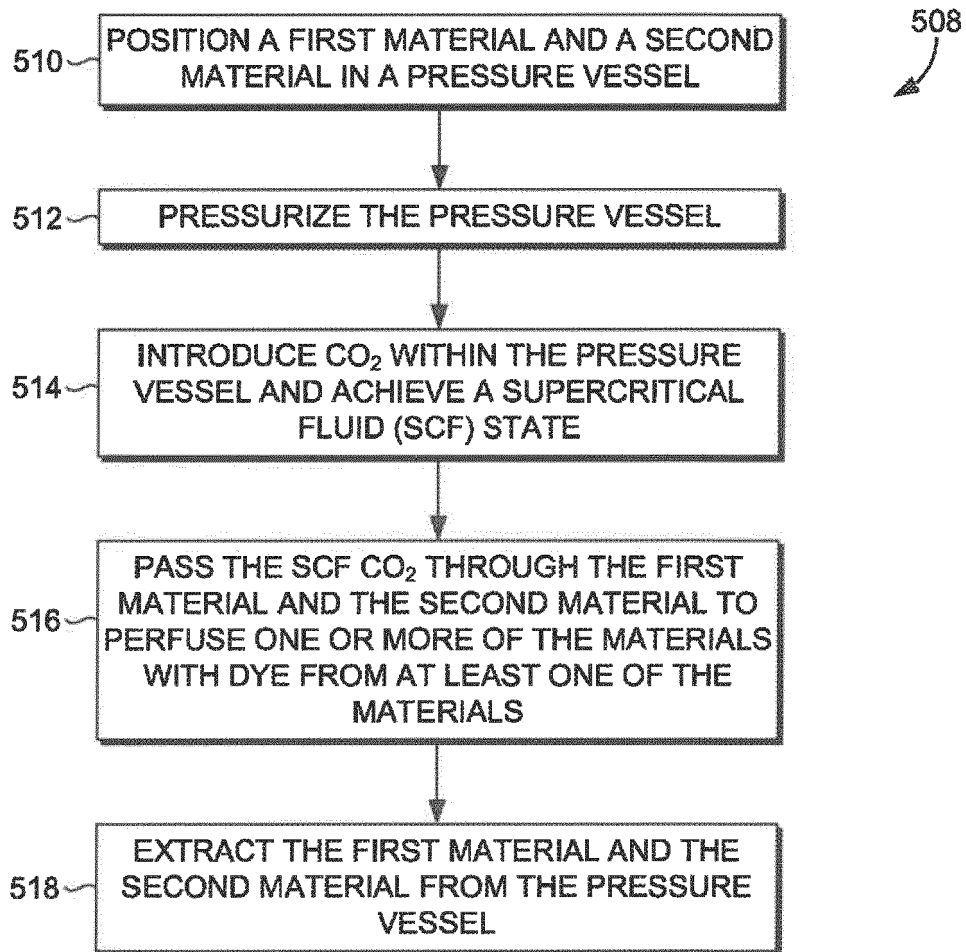 508
510
POSITION A FIRST MATERIAL AND A SECOND
MATERIAL IN A PRESSURE VESSEL
512
PRESSURIZE THE PRESSURE VESSEL
514
INTRODUCE CO₂ WITHIN THE PRESSURE
VESSEL AND ACHIEVE A SUPERCRITICAL
FLUID (SCF) STATE
516
PASS THE SCF CO₂ THROUGH THE FIRST
MATERIAL AND THE SECOND MATERIAL TO
PERFUSE ONE OR MORE OF THE MATERIALS
WITH DYE FROM AT LEAST ONE OF THE
MATERIALS
518
EXTRACT THE FIRST MATERIAL AND THE
SECOND MATERIAL FROM THE PRESSURE
VESSEL